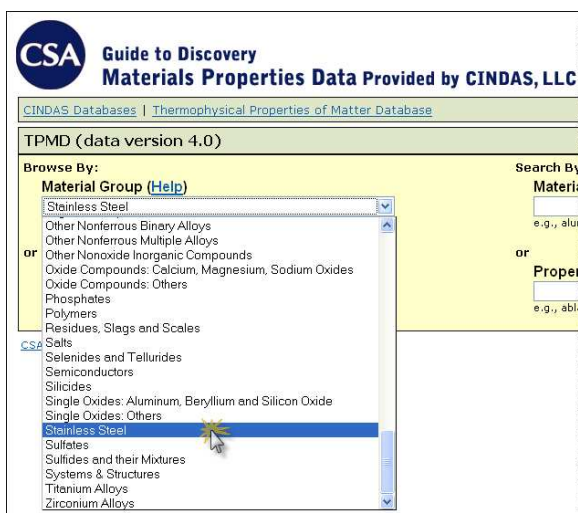 CSA
Guide to Discovery
Materials Properties Data Provided by CINDAS, LLC
CINDAS Databases | Thermophysical Properties of Matter Database
TPMD (data version 4.0)
Browse By:
Material Group (Help)
Stainless Steel
Other Nonferrous Binary Alloys
Other Nonferrous Multiple Alloys
Other Nonoxide Inorganic Compounds
Oxide Compounds: Calcium, Magnesium, Sodium Oxides
Oxide Compounds: Others
Phosphates
Polymers
Residues, Slags and Scales
Salts
Selenides and Tellurides
Semiconductors
Silicides
Single Oxides: Aluminum, Beryllium and Silicon Oxide
Single Oxides: Others
Stainless Steel
Sulfates
Sulfides and their Mixtures
Systems & Structures
Titanium Alloys
Zirconium Alloys
or
CSA
Search By
Materia
e.g., alu
or
Proper
e.g., abl